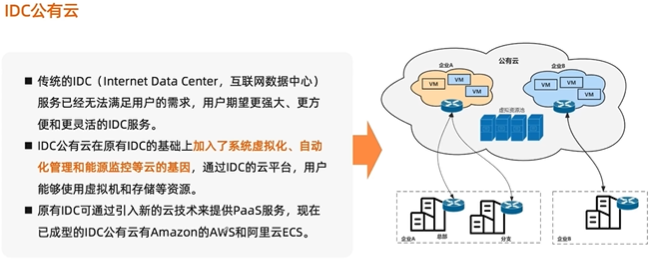 IDC公有云
■ 传统的IDC（Internet Data Center，互联网数据中心）
服务已经无法满足用户的需求，用户期望更强大、更方
便和更灵活的IDC服务。
■ IDC公有云在原有IDC的基础上加入了系统虚拟化、自动
化管理和能源监控等云的基因，通过IDC的云平台，用户
能够使用虚拟机和存储等资源。
■ 原有IDC可通过引入新的云技术来提供PaaS服务，现在
已成型的IDC公有云有Amazon的AWS和阿里云ECS。
公有云
企业A
企业B
VM
VM
VM
VM
VM
VM
虚拟资源池
企业A
总部
分支
企业B